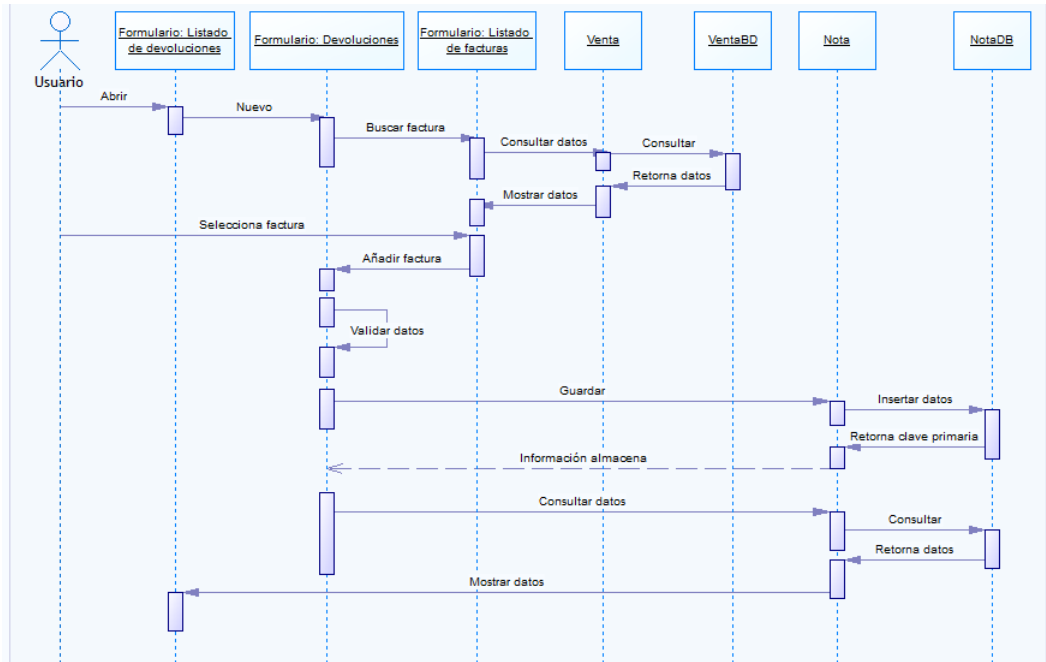 Formulario: Listado
de devoluciones
Formulario: Devoluciones
Formulario: Listado
de facturas
Venta
VentaBD
Nota
NotaDB
Usuario
Abrir
Nuevo
Buscar factura
Consultar datos
Consultar
Retorna datos
Mostrar datos
Selecciona factura
Añadir factura
Validar datos
Guardar
Insertar datos
Retorna clave primaria
Información almacena
Consultar datos
Consultar
Retorna datos
Mostrar datos